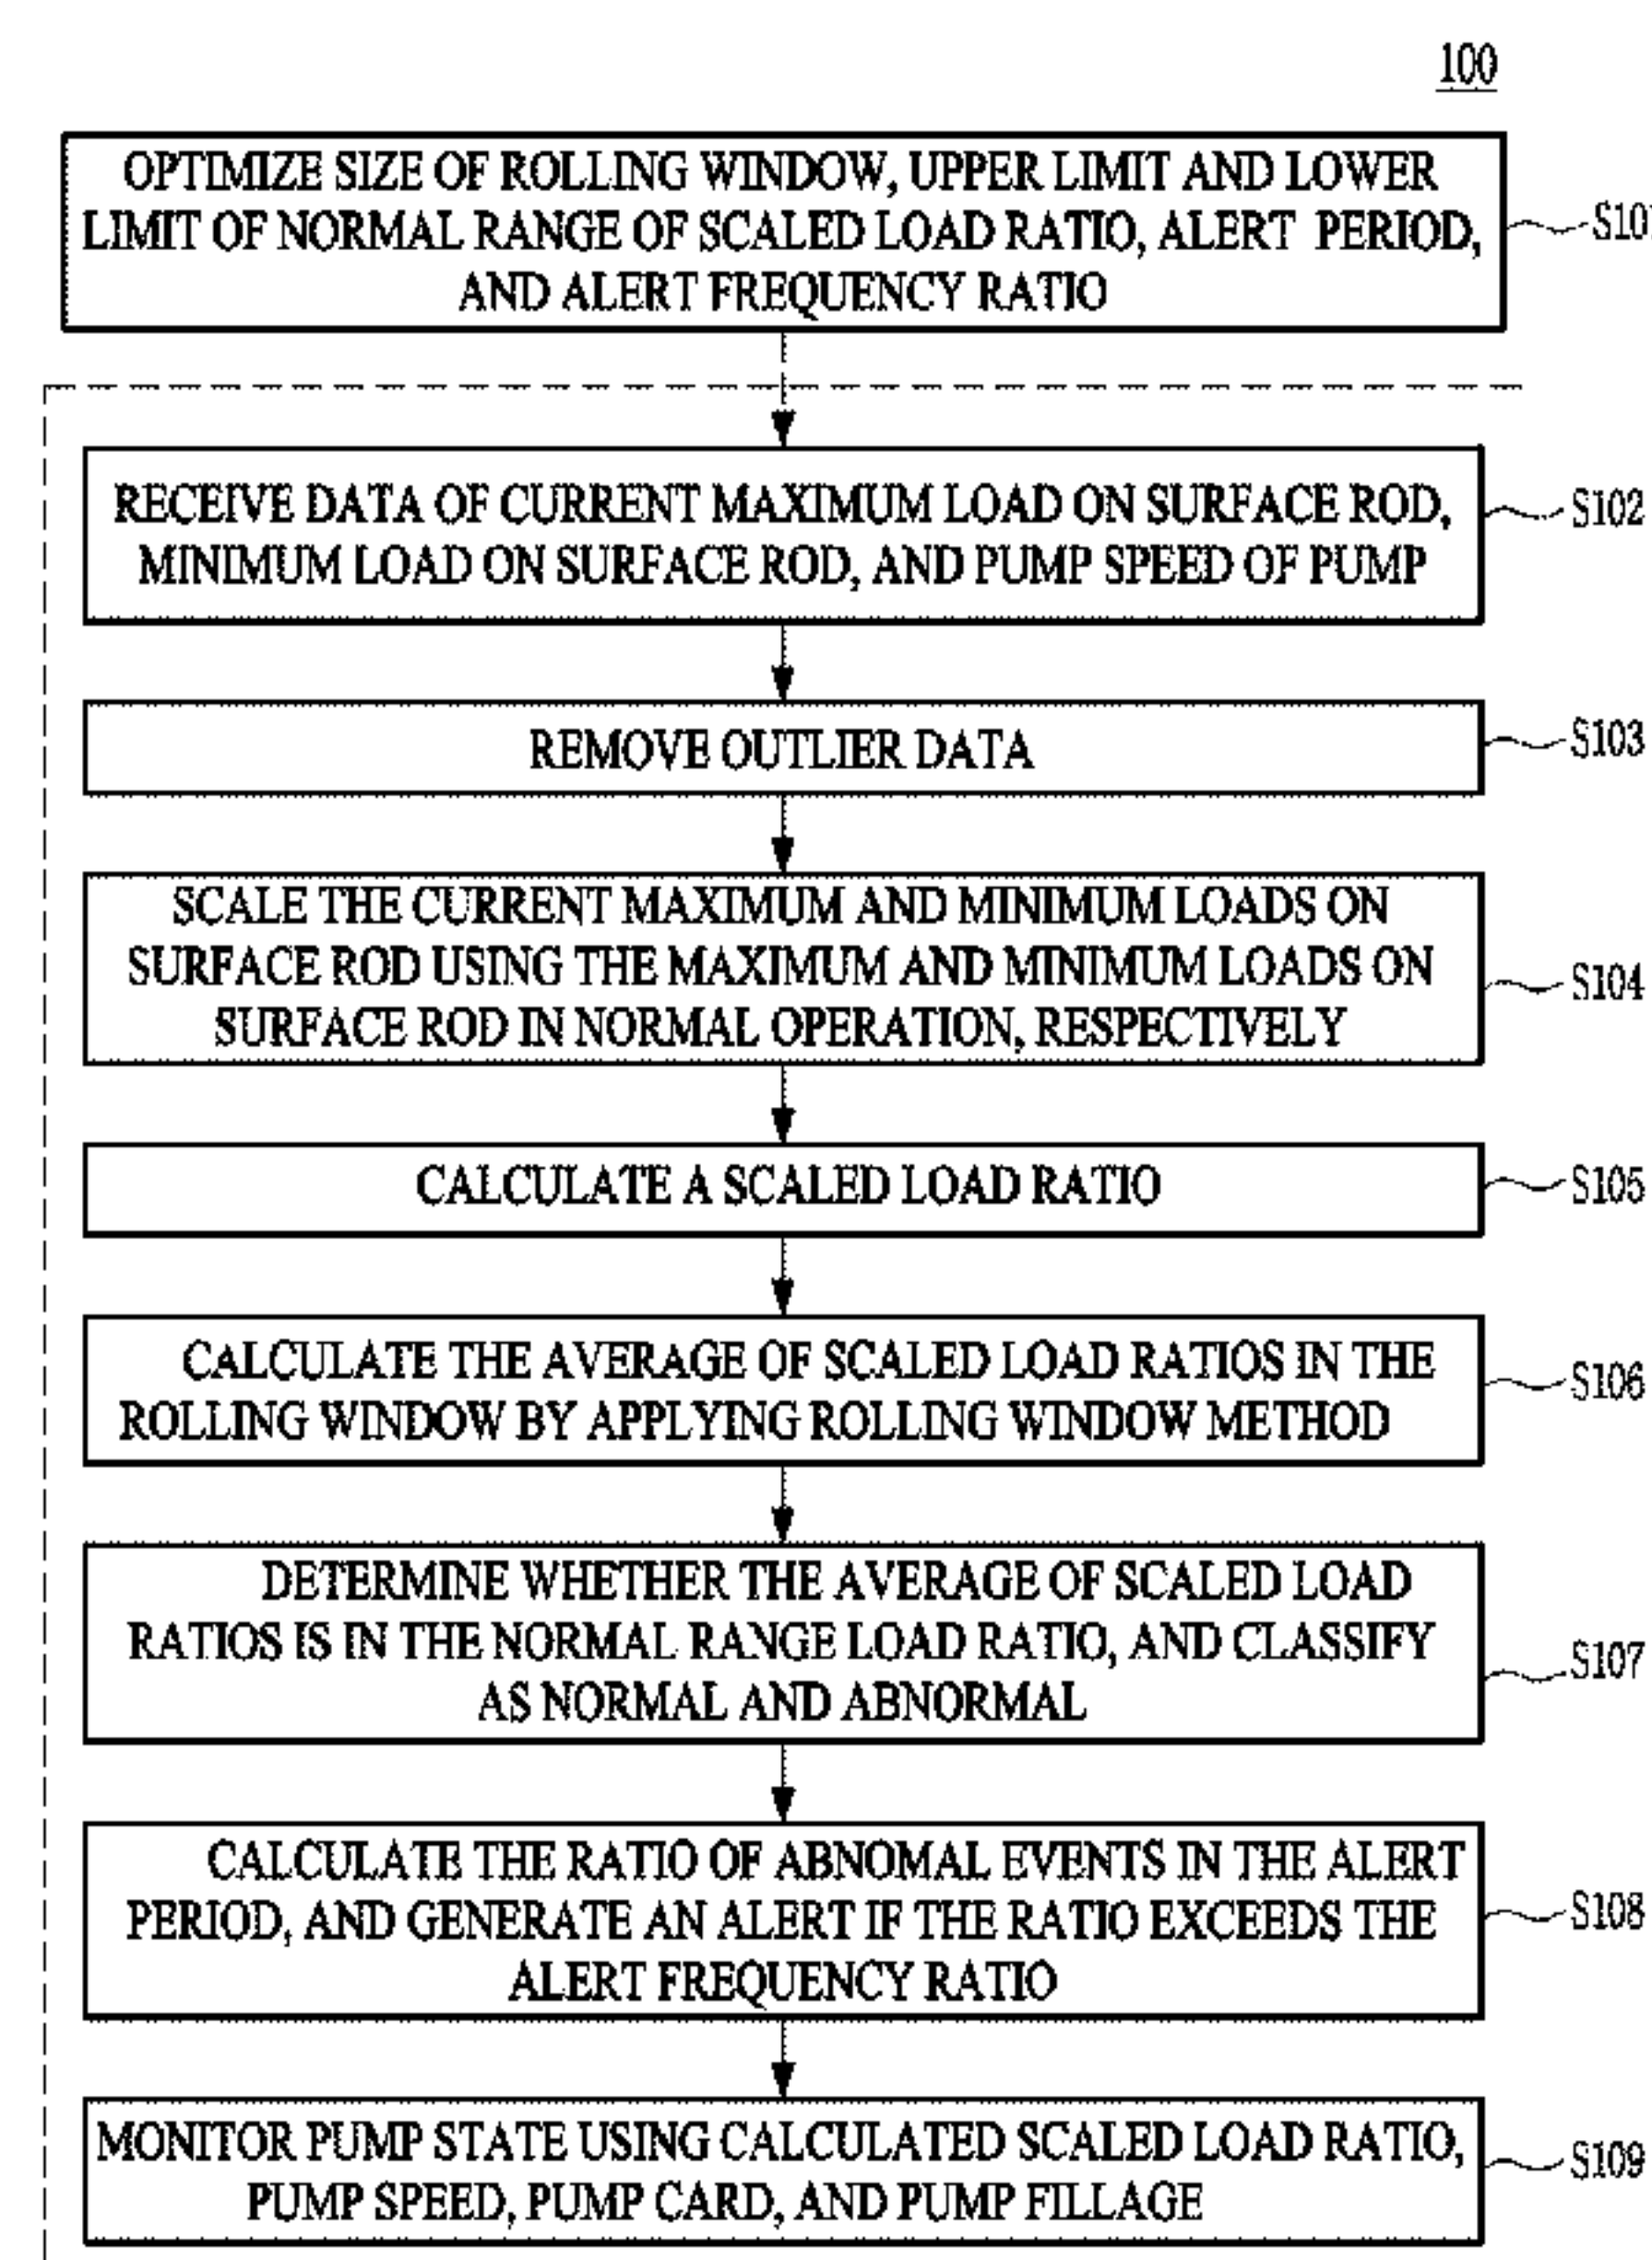 100
OPTIMIZE SIZE OF ROLLING WINDOW, UPPER LIMIT AND LOWER
LIMIT OF NORMAL RANGE OF SCALED LOAD RATIO, ALERT PERIOD,
AND ALERT FREQUENCY RATIO
S10
RECEIVE DATA OF CURRENT MAXIMUM LOAD ON SURFACE ROD,
MINIMUM LOAD ON SURFACE ROD, AND PUMP SPEED OF PUMP
S102
REMOVE OUTLIER DATA
S103
SCALE THE CURRENT MAXIMUM AND MINIMUM LOADS ON
SURFACE ROD USING THE MAXIMUM AND MINIMUM LOADS ON
SURFACE ROD IN NORMAL OPERATION, RESPECTIVELY
S104
CALCULATE A SCALED LOAD RATIO
S105
CALCULATE THE AVERAGE OF SCALED LOAD RATIOS IN THE
ROLLING WINDOW BY APPLYING ROLLING WINDOW METHOD
S106
DETERMINE WHETHER THE AVERAGE OF SCALED LOAD
RATIOS IS IN THE NORMAL RANGE LOAD RATIO, AND CLASSIFY
AS NORMAL AND ABNORMAL
S107
CALCULATE THE RATIO OF ABNOMAL EVENTS IN THE ALERT
PERIOD, AND GENERATE AN ALERT IF THE RATIO EXCEEDS THE
ALERT FREQUENCY RATIO
S108
MONITOR PUMP STATE USING CALCULATED SCALED LOAD RATIO,
PUMP SPEED, PUMP CARD, AND PUMP FILLAGE
S109